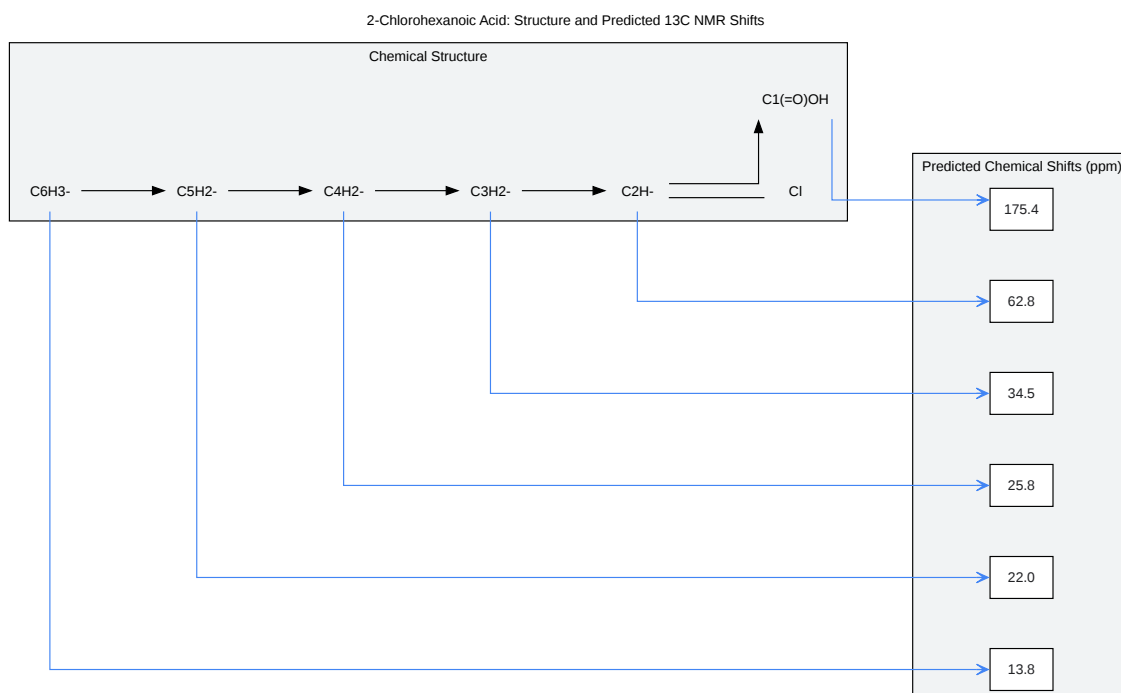 2-Chlorohexanoic Acid: Structure and Predicted 13C NMR Shifts
Chemical Structure
C1(=O)OH
C6H3-
C5H2-
C4H2-
C3H2-
C2H-
Cl
Predicted Chemical Shifts (ppm)
175.4
62.8
34.5
25.8
22.0
13.8